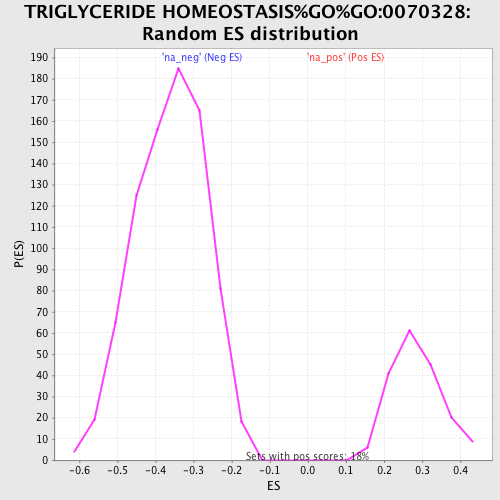 TRIGLYCERIDE HOMEOSTASIS%GO%GO:0070328:
Random ES distribution
'na_neg' (Neg ES) 'na_pos' (Pos ES)
190
180
170
160
150
140
130
120
110
100
90
80
70
60
50
40
30
20
10
0
P(ES)
Sets with pos scores: 18%
-0.6 -0.5 -0.4 -0.3 -0.2 -0.1 0.0 0.1 0.2 0.3 0.4
ES